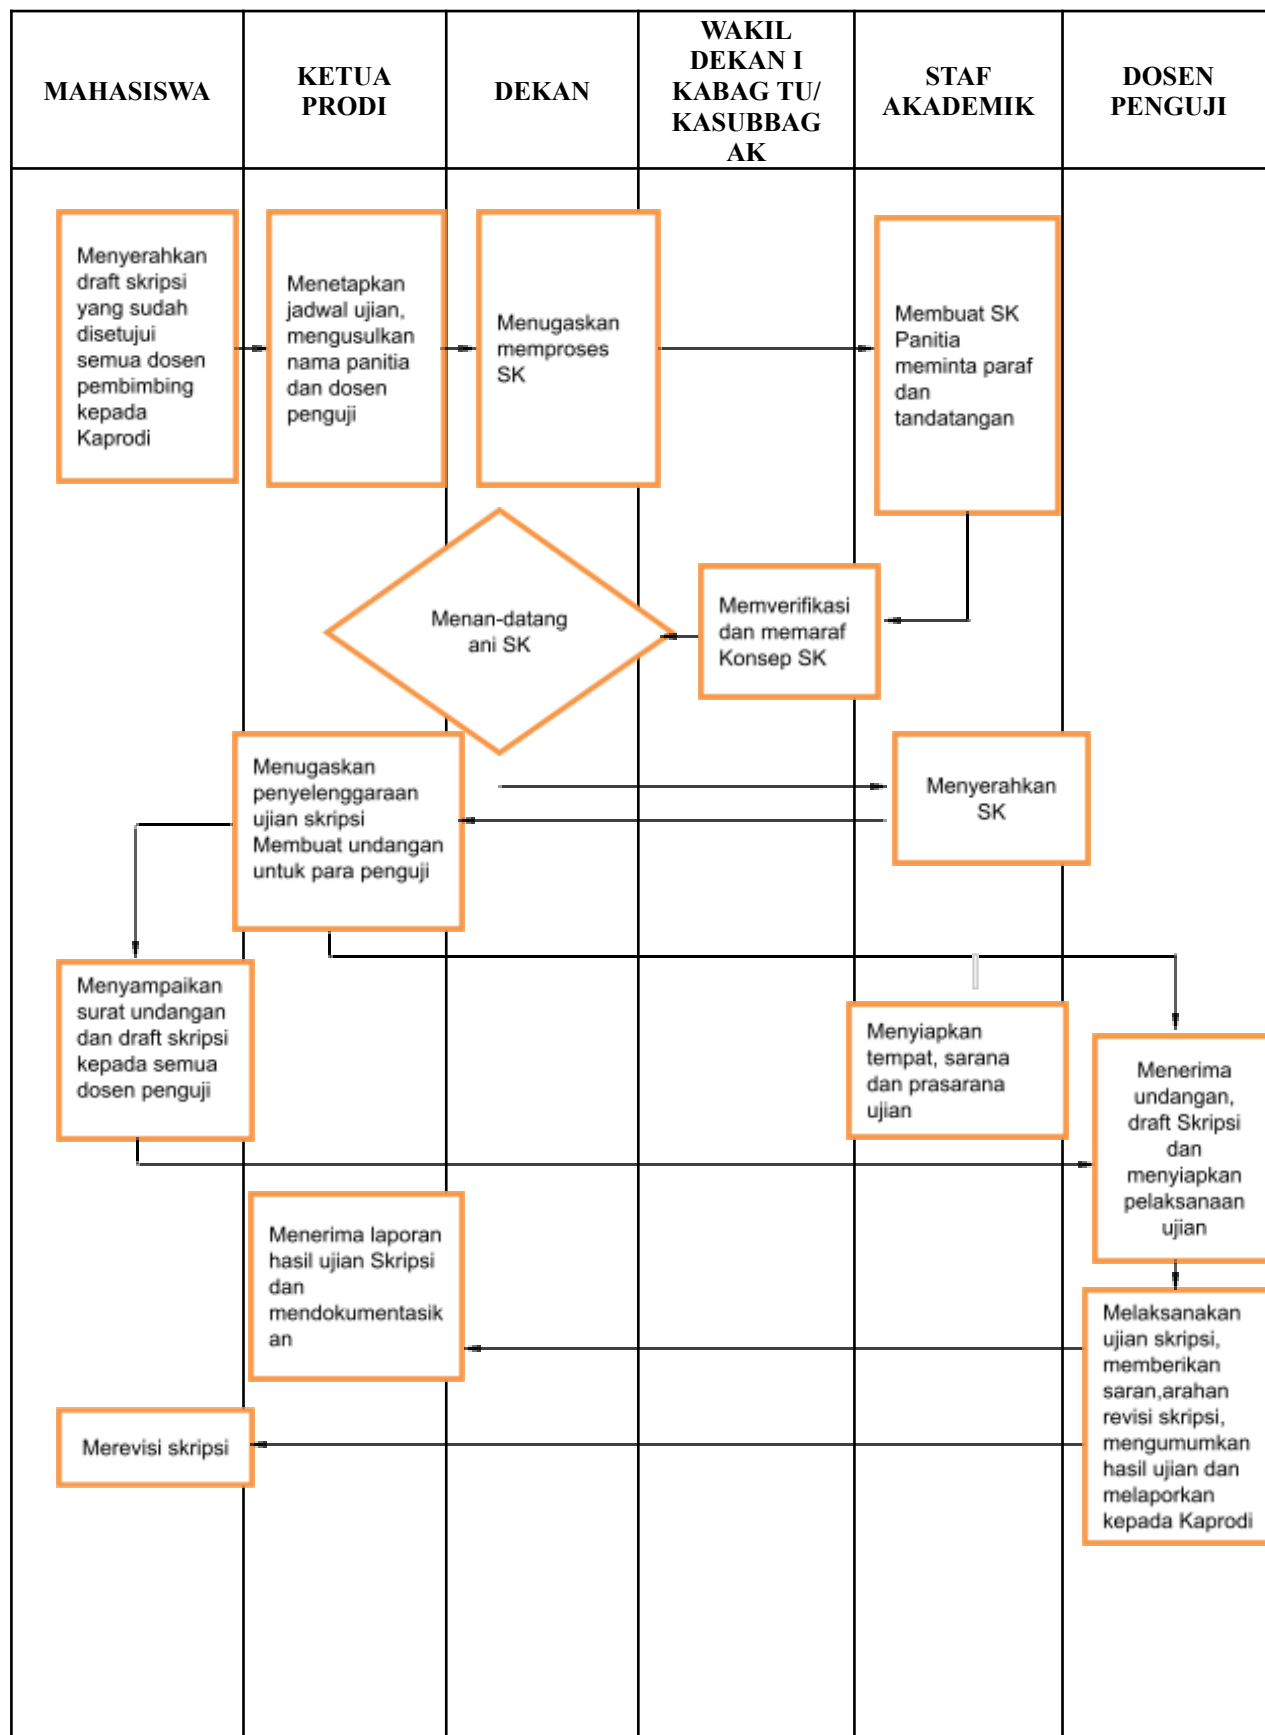 MAHASISWA
KETUA
PRODI
DEKAN
WAKIL
DEKAN I
KABAG TU/
KASUBBAG
AK
STAF
AKADEMIK
DOSEN
PENGUJI
Menyerahkan
draft skripsi
yang sudah
disetujui
semua dosen
pembimbing
kepada
Kaprodi
Menetapkan
jadwal ujian,
mengusulkan
nama panitia
dan dosen
penguji
Menugaskan
memproses
SK
Membuat SK
Panitia
meminta paraf
dan
tandatangan
Menan-datang
ani SK
Memverifikasi
dan memaraf
Konsep SK
Menugaskan
penyelenggaraan
ujian skripsi
Membuat undangan
untuk para penguji
Menyerahkan
SK
Menyampaikan
surat undangan
dan draft skripsi
kepada semua
dosen penguji
Menyiapkan
tempat, sarana
dan prasarana
ujian
Menerima
undangan,
draft Skripsi
dan
menyiapkan
pelaksanaan
ujian
Menerima laporan
hasil ujian Skripsi
dan
mendokumentasik
an
Melaksanakan
ujian skripsi,
memberikan
saran,arahan
revisi skripsi,
mengumumkan
hasil ujian dan
melaporkan
kepada Kaprodi
Merevisi skripsi